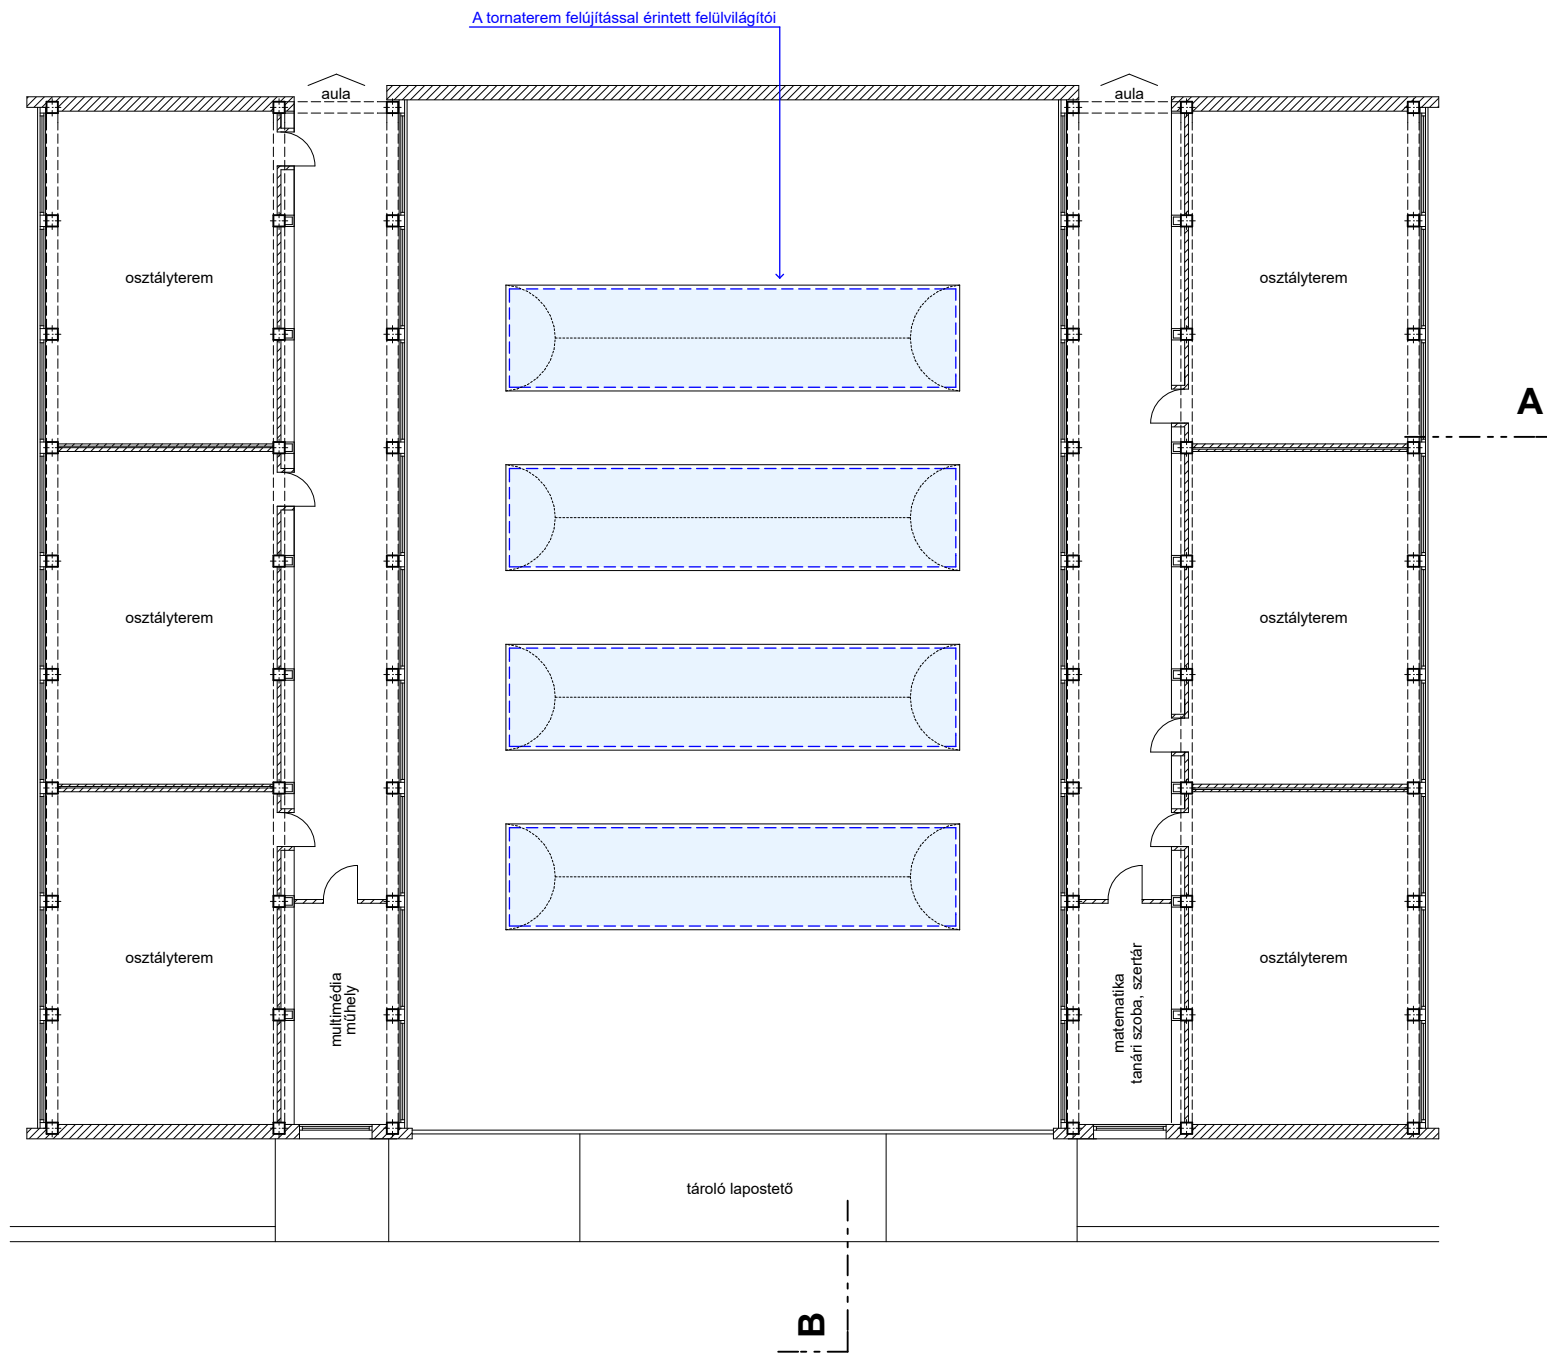 A tornaterem felújítással érintett felülvilágítói
aula
aula
osztályterem
osztályterem
A
osztályterem
osztályterem
osztályterem
osztályterem
multimédia
műhely
matematika
tanári szoba, szertár
tároló lapostető
B